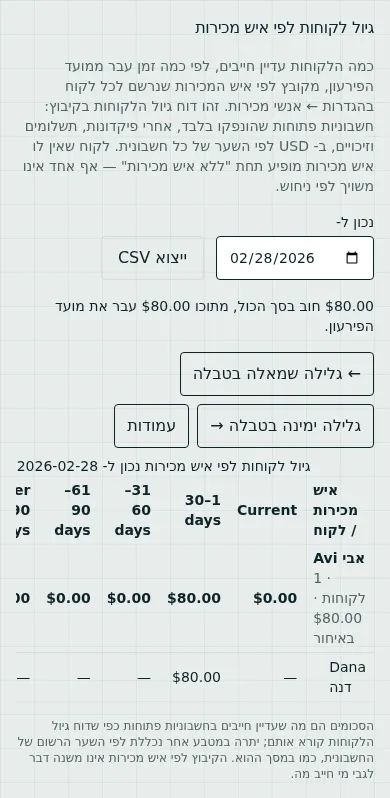 גיול לקוחות לפי איש מכירות
כמה הלקוחות עדיין חייבים, לפי כמה זמן עבר ממועד
הפירעון, מקובץ לפי איש המכירות שנרשם לכל לקוח
בהגדרות ← אנשי מכירות. זהו דוח גיול הלקוחות בקיבוץ:
חשבוניות פתוחות שהונפקו בלבד, אחרי פיקדונות, תשלומים
וזיכויים, ב- USD לפי השער של כל חשבונית. לקוח שאין לו
איש מכירות מופיע תחת "ללא איש מכירות" — אף אחד אינו
משויך לפי ניחוש.
נכון ל-
02/28/2026
ייצוא CSV
$80.00 חוב בסך הכול, מתוכו $80.00 עבר את מועד
הפירעון.
← גלילה שמאלה בטבלה
גלילה ימינה בטבלה →
עמודות
גיול לקוחות לפי איש מכירות נכון ל- 2026-02-28
איש מכירות / לקוח Current 1–30 days 31–60 days 61–90 days
אבי Avi · 1 לקוחות · $80.00 באיחור $0.00 $80.00 $0.00 $0.00
Dana דנה — $80.00 — — —
הסכומים הם מה שעדיין חייבים בחשבוניות פתוחות כפי שדוח גיול
הלקוחות קורא אותם; יתרה במטבע אחר נכללת לפי השער הרשום של
החשבונית, כמו במסך ההוא. הקיבוץ לפי איש מכירות אינו משנה דבר
לגבי מי חייב מה.